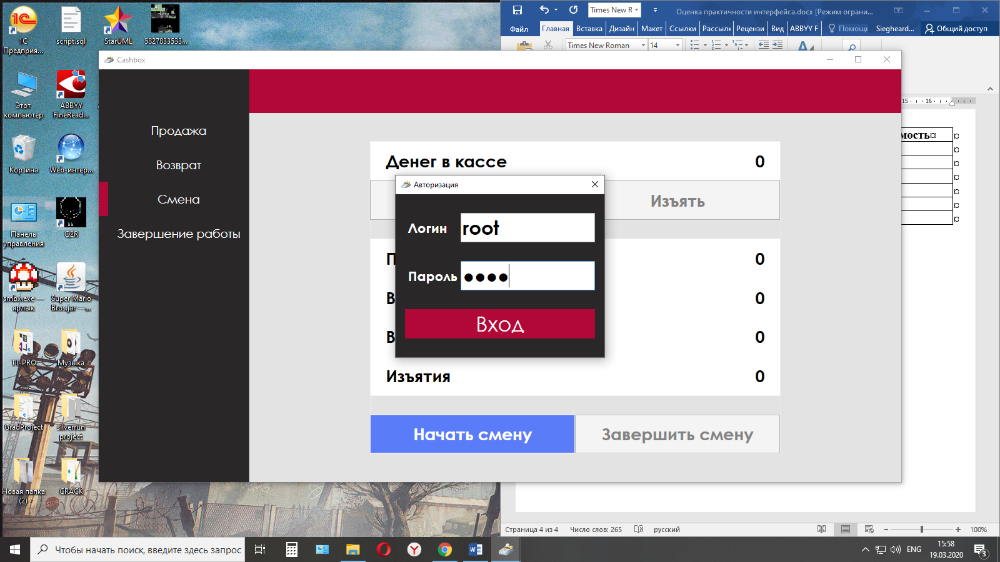 1C
Предприя...
script.sql
StarUML
5827833533...
Этот
компьютер
ABBYY
FineRead...
Корзина
Web-интер...
Панель
управления
Q2R
smbx.exe —
ярлык
Super Mario
Bros.jar —...
TT-PRO
Музыка
GradProject
silverrun
project
Новая папка
(2)
CRACK
Times New R
Оценка практичности интерфейса.docx [Режим ограни...
Файл
Главная
Вставка
Дизайн
Макет
Ссылки
Рассылк
Рецензи
Вид
ABBYY F
Помощь
Siegheard...
Общий доступ
Times New Roman
14
15
16
мость¤
Cashbox
Продажа
Возврат
Смена
Завершение работы
Денег в кассе 0
Изъять
П 0
В 0
В 0
Изъятия 0
Начать смену
Завершить смену
Авторизация
Логин root
Пароль ●●●●
Вход
Страница 4 из 4
Число слов: 265
русский
100%
Чтобы начать поиск, введите здесь запрос
ENG
15:58
19.03.2020
3